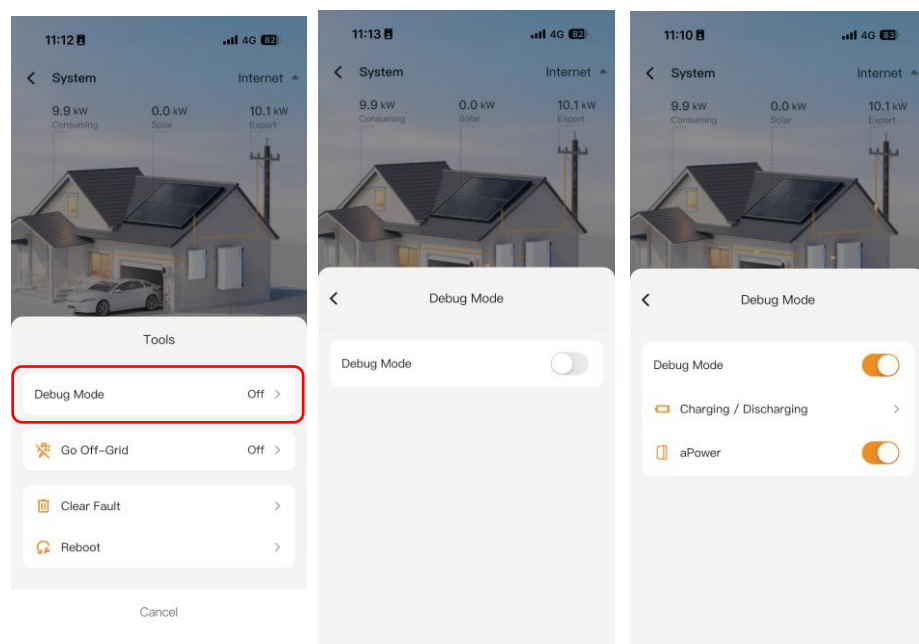 11:12
4G 82
System
Internet
9.9 kW
0.0 kW
10.1 kW
Consuming
Solar
Export
Tools
Debug Mode
Off
Go Off-Grid
Off
Clear Fault
Reboot
Cancel
11:13
4G 82
System
Internet
9.9 kW
0.0 kW
10.1 kW
Consuming
Solar
Export
Debug Mode
Debug Mode
11:10
4G 83
System
Internet
9.9 kW
0.0 kW
10.1 kW
Consuming
Solar
Export
Debug Mode
Debug Mode
Charging / Discharging
aPower